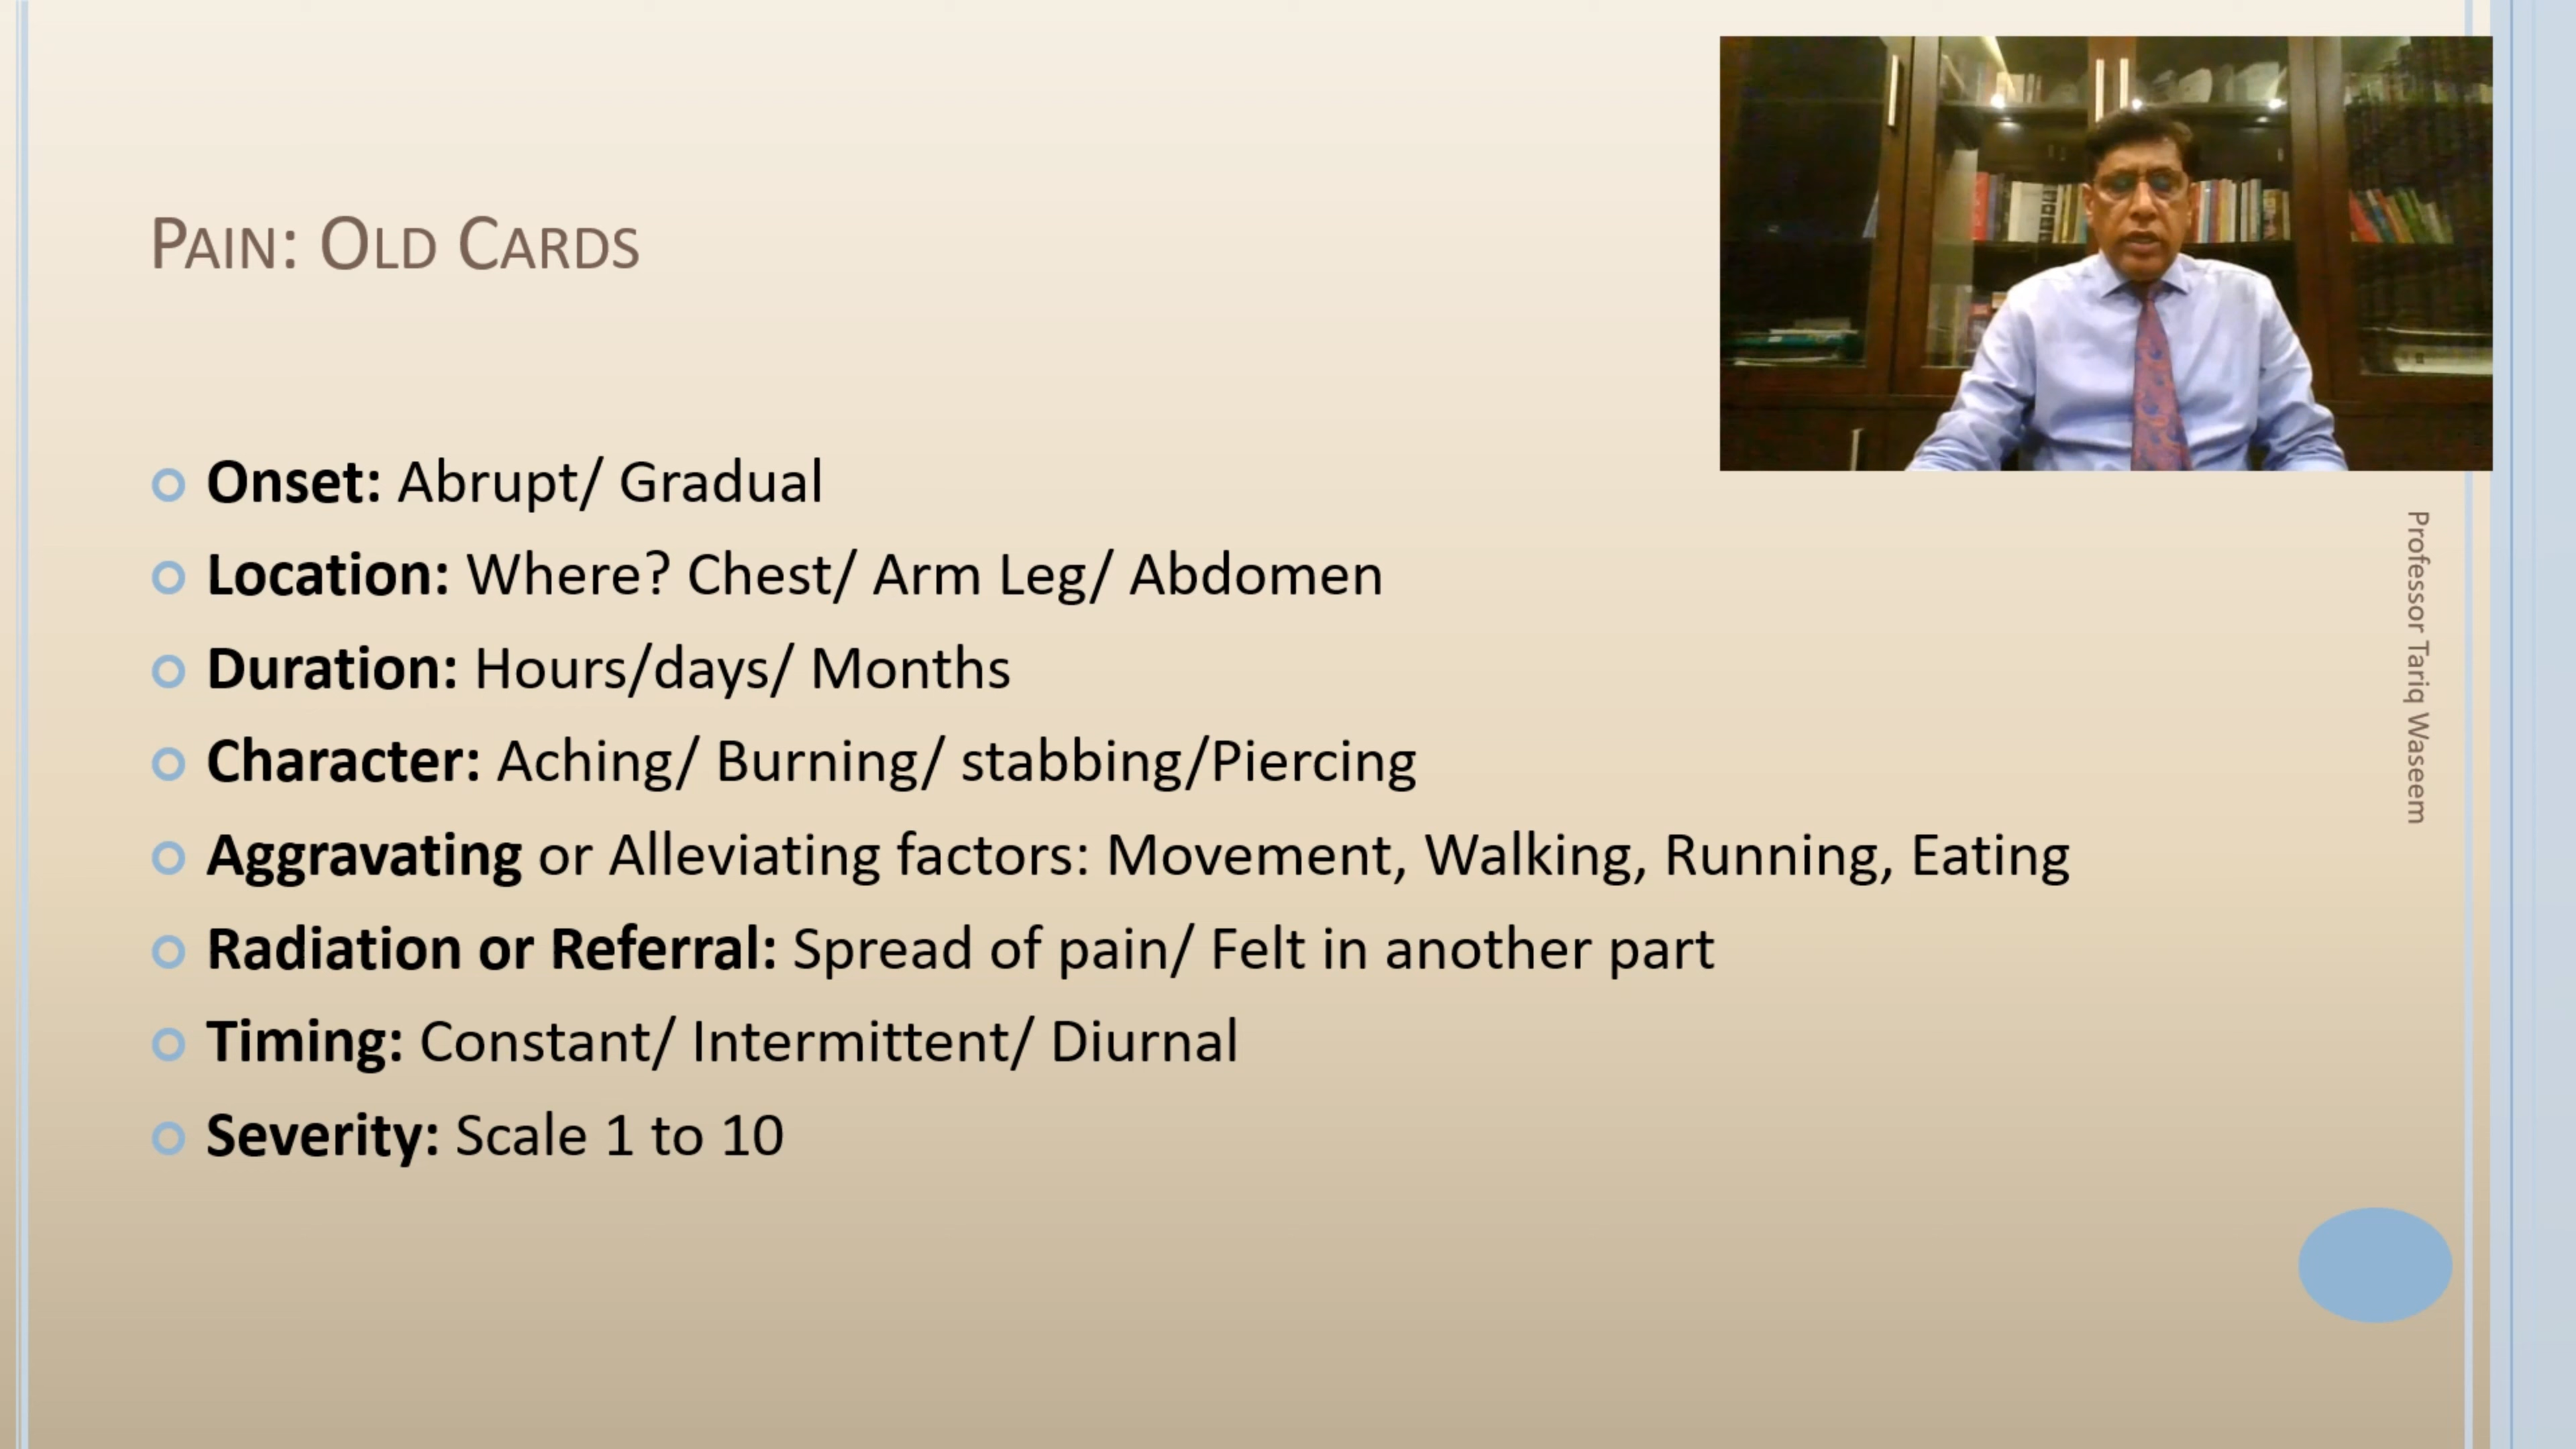 PAIN: OLD CARDS
Onset: Abrupt/ Gradual
Location: Where? Chest/ Arm Leg/ Abdomen
Duration: Hours/days/ Months
Character: Aching/ Burning/ stabbing/Piercing
Aggravating or Alleviating factors: Movement, Walking, Running, Eating
Radiation or Referral: Spread of pain/ Felt in another part
Timing: Constant/ Intermittent/ Diurnal
Severity: Scale 1 to 10
Professor Tariq Waseem